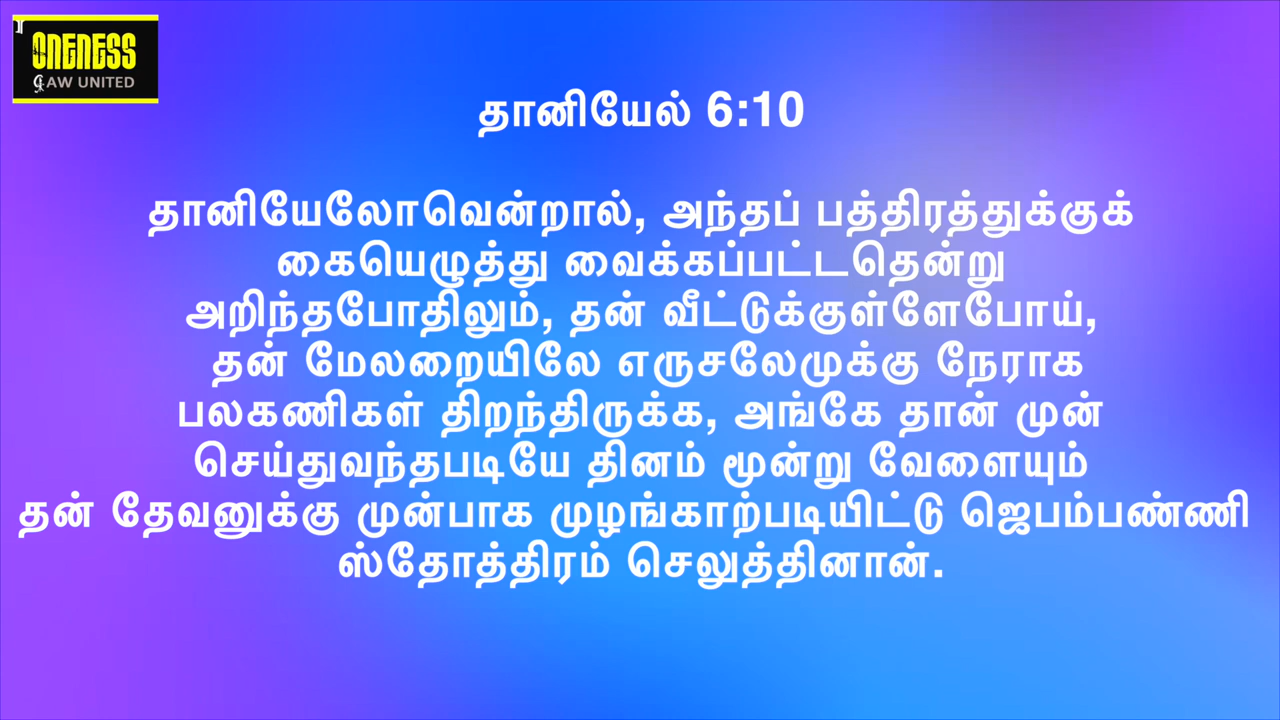 ONENESS
GAW UNITED
தானியேல் 6:10
தானியேலோவென்றால், அந்தப் பத்திரத்துக்குக்
கையெழுத்து வைக்கப்பட்டதென்று
அறிந்தபோதிலும், தன் வீட்டுக்குள்ளேபோய்,
தன் மேலறையிலே எருசலேமுக்கு நேராக
பலகணிகள் திறந்திருக்க, அங்கே தான் முன்
செய்துவந்தபடியே தினம் மூன்று வேளையும்
தன் தேவனுக்கு முன்பாக முழங்காற்படியிட்டு ஜெபம்பண்ணி
ஸ்தோத்திரம் செலுத்தினான்.